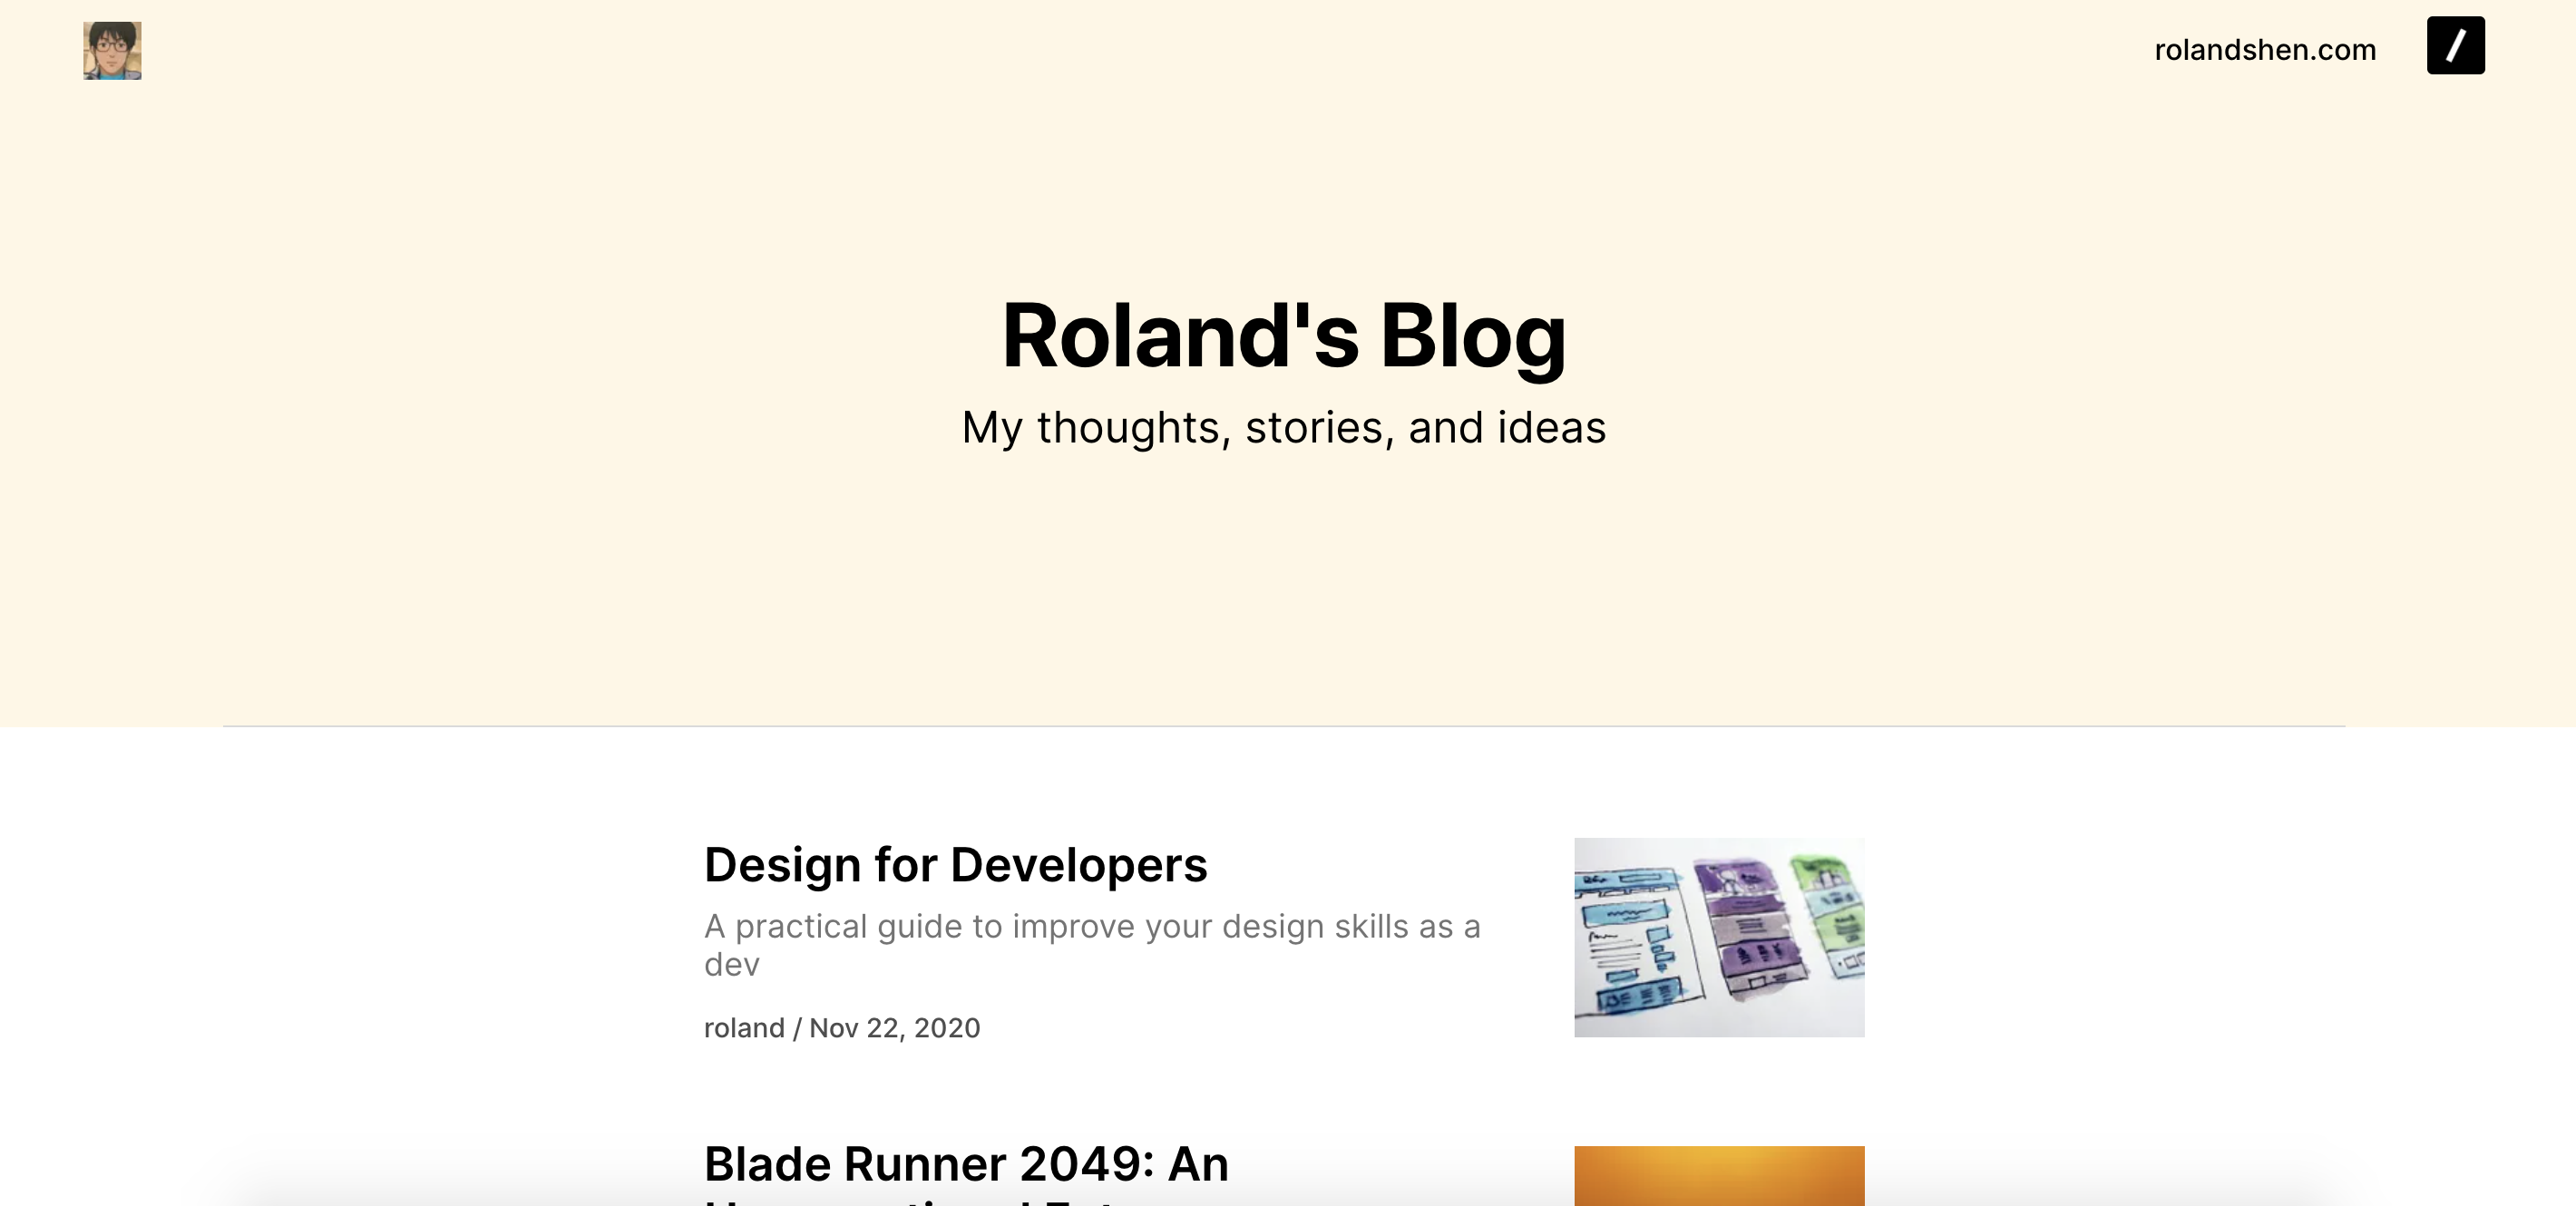 rolandshen.com
Roland's Blog
My thoughts, stories, and ideas
Design for Developers
A practical guide to improve your design skills as a
dev
roland / Nov 22, 2020
Blade Runner 2049: An